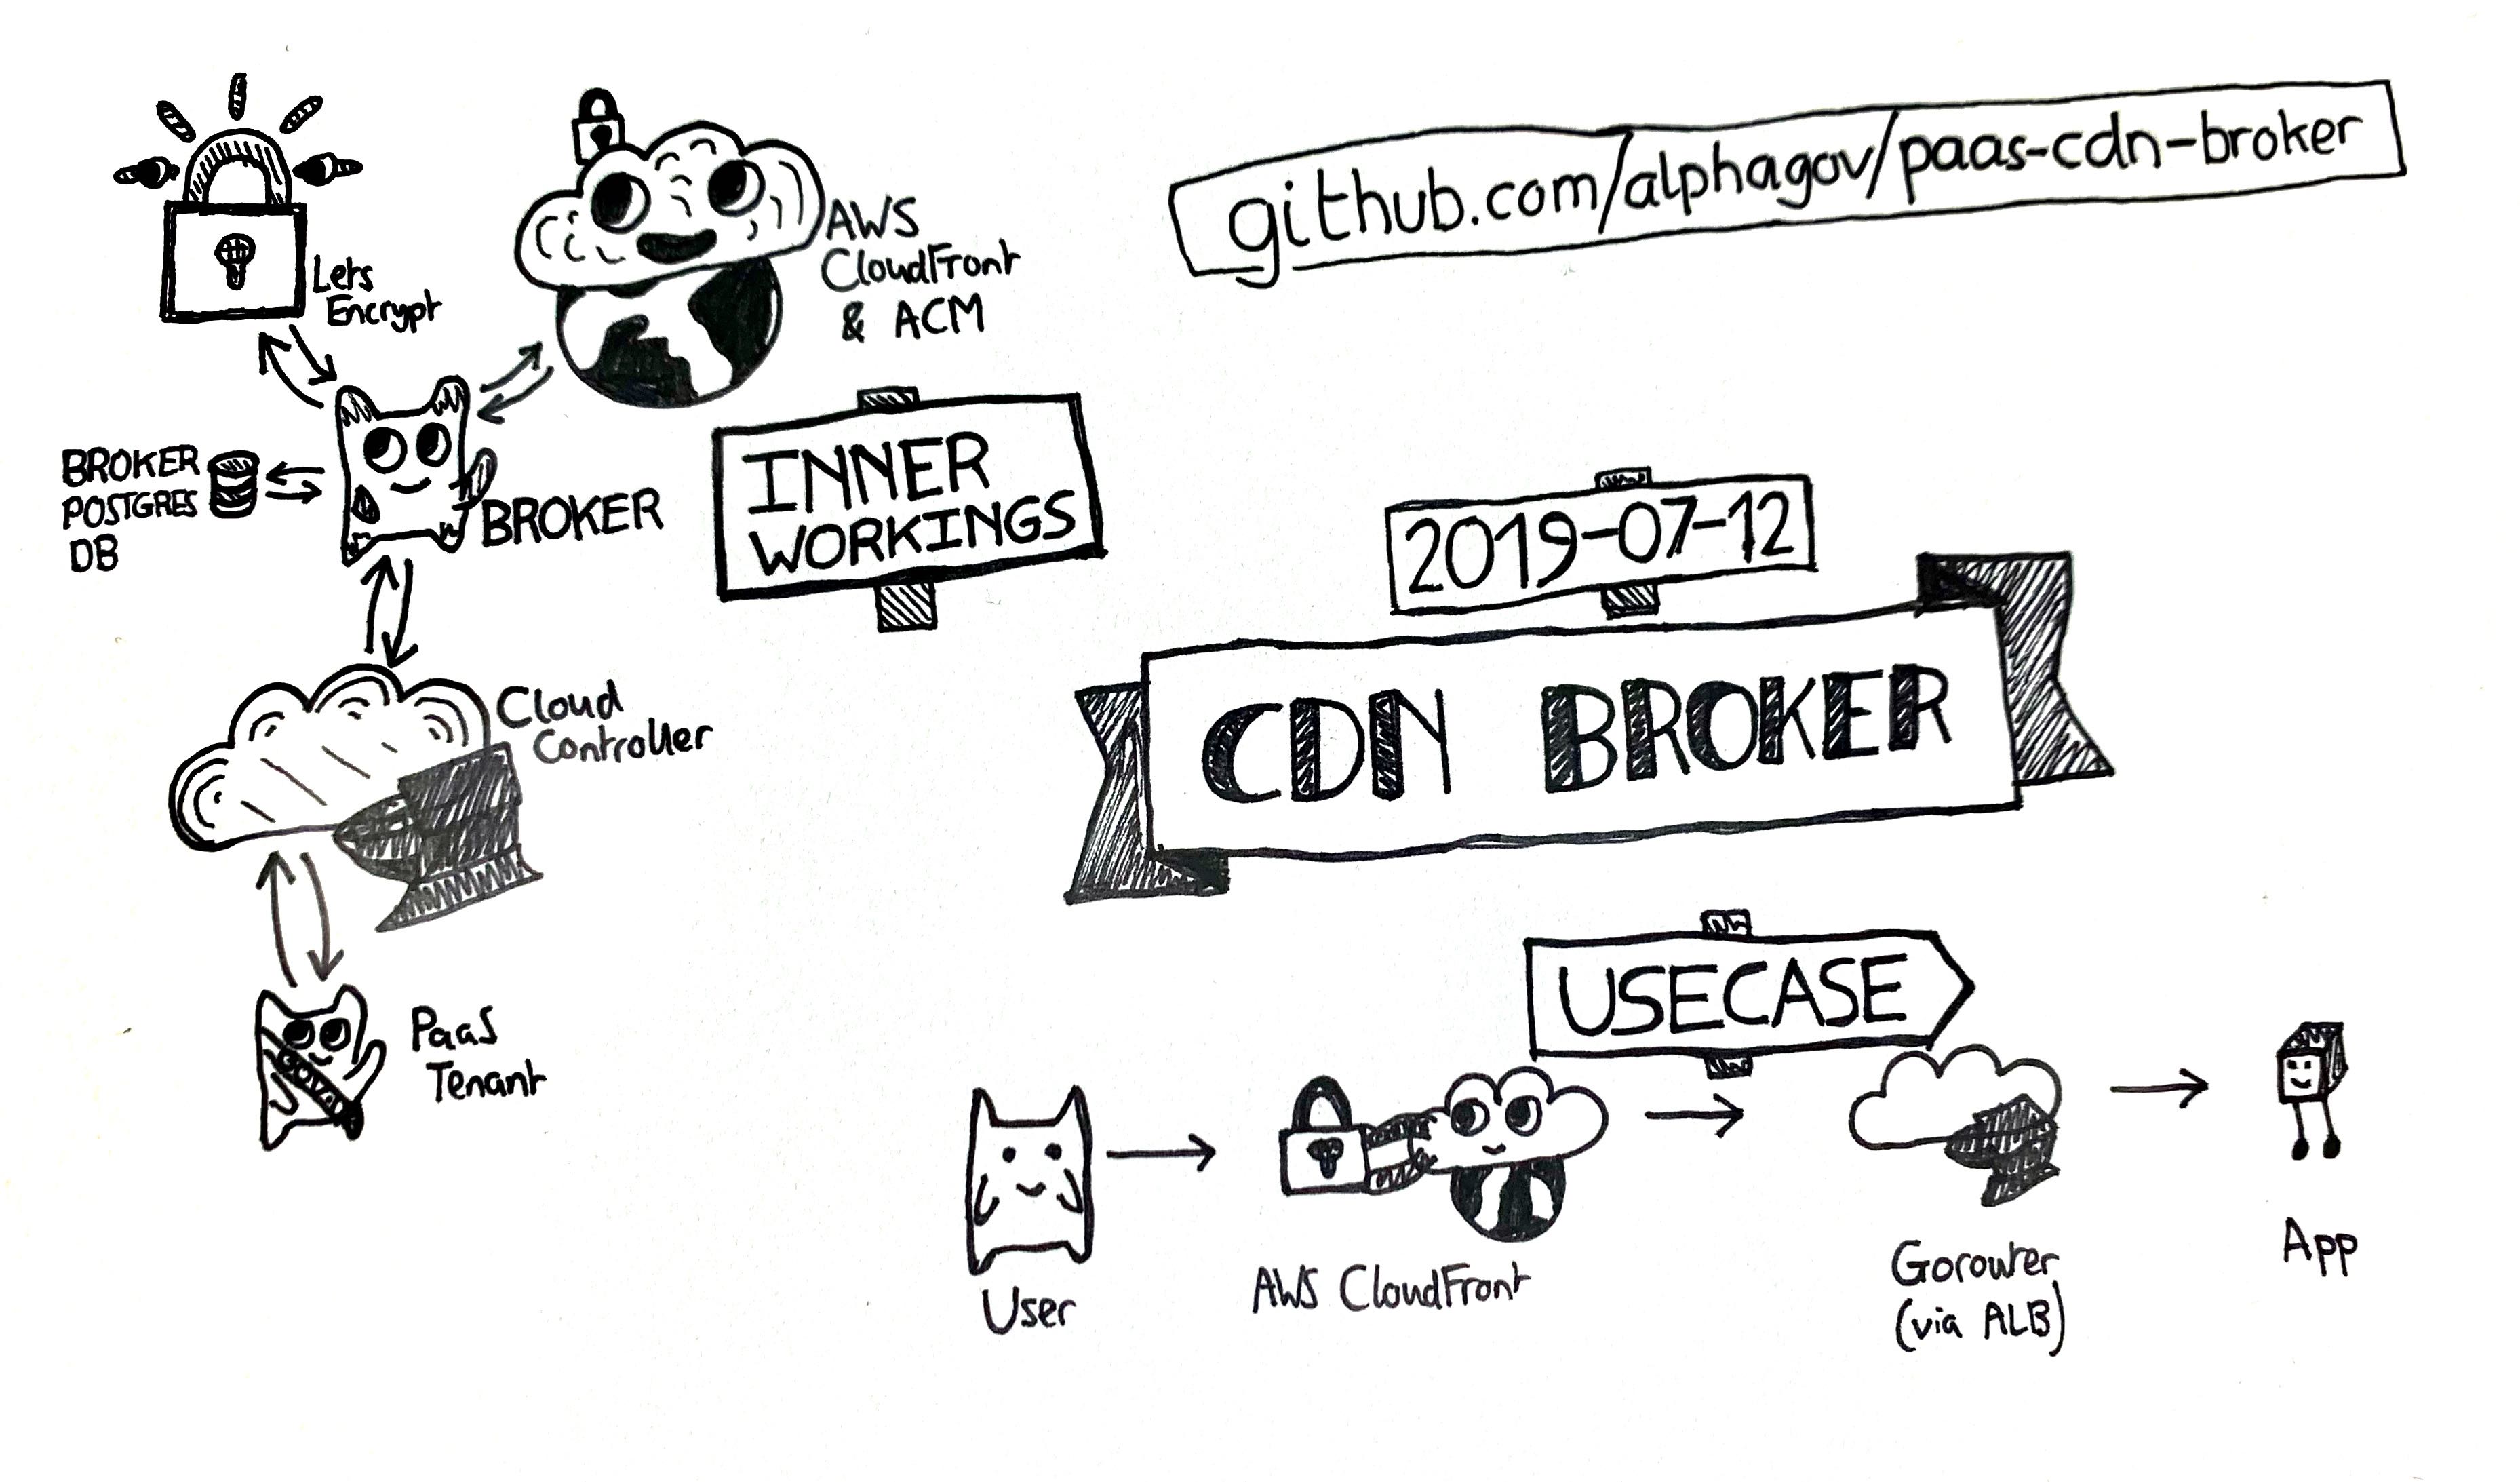 github.com/alphagov/paas-cdn-broker
Lets
Encrypt
AWS
CloudFront
& ACM
BROKER
POSTGRES
DB
BROKER
INNER
WORKINGS
2019-07-12
CDN BROKER
Cloud
Controller
PaaS
Tenant
GOV.
USECASE
User
AWS CloudFront
Gorouter
(via ALB)
App